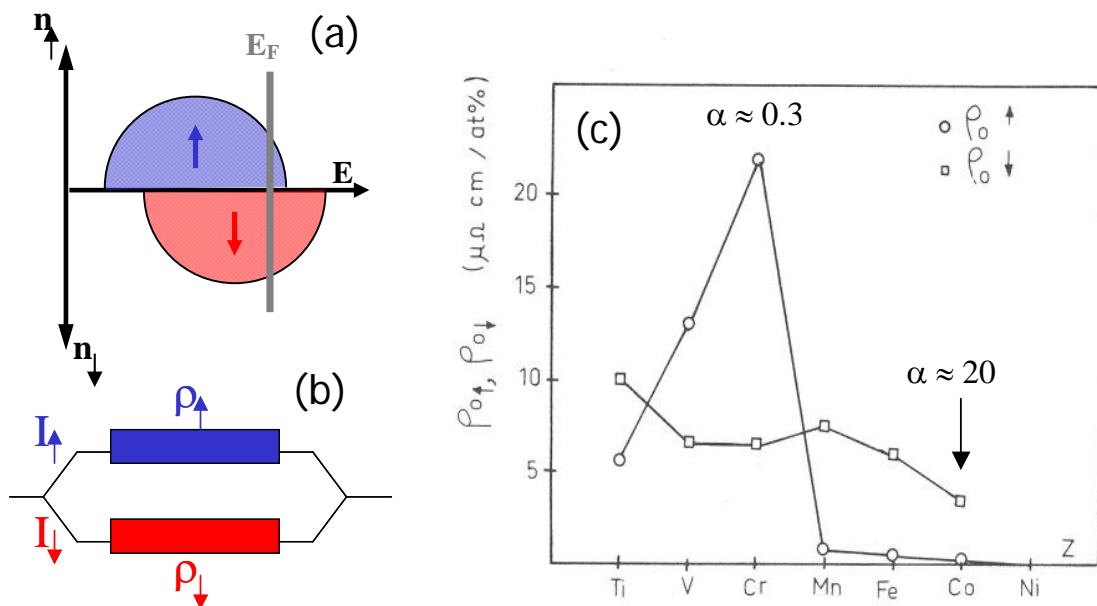 n↑
(a)
E_F
E
n↓
(b)
ρ↑
I↑
I↓
ρ↓
(c)
α ≈ 0.3
ρ₀ ↑
ρ₀ ↓
ρ₀↑, ρ₀↓ (μΩ cm / at%)
20
15
10
5
α ≈ 20
Z
Ti V Cr Mn Fe Co Ni